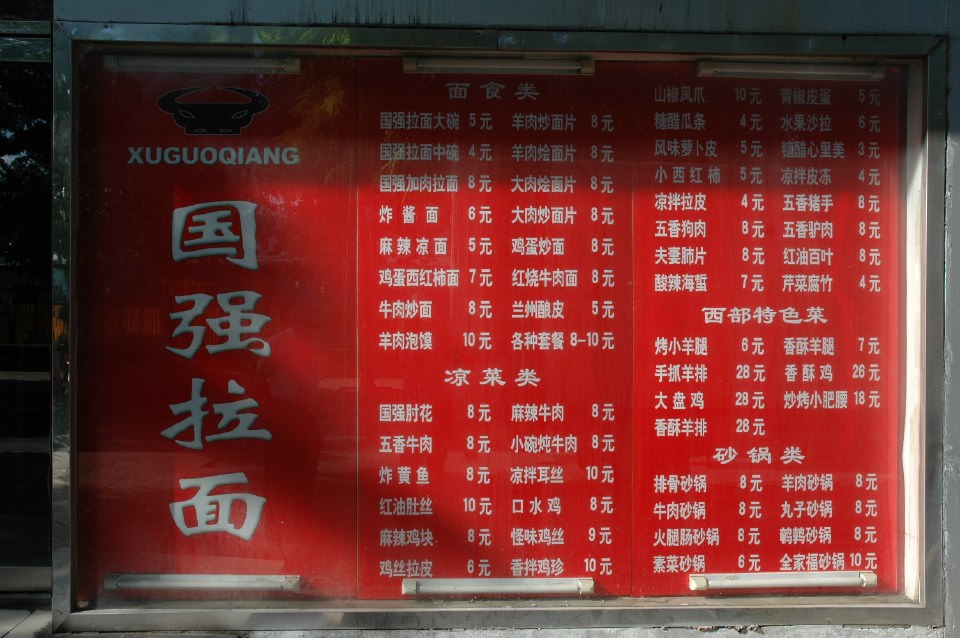 XUGUOQIANG
国强拉面
面食类
国强拉面大碗 5元 羊肉炒面片 8元
国强拉面中碗 4元 羊肉烩面片 8元
国强加肉拉面 8元 大肉烩面片 8元
炸酱面 6元 大肉炒面片 8元
麻辣凉面 5元 鸡蛋炒面 8元
鸡蛋西红柿面 7元 红烧牛肉面 8元
牛肉炒面 8元 兰州酿皮 5元
羊肉泡馍 10元 各种套餐 8-10元
凉菜类
国强肘花 8元 麻辣牛肉 8元
五香牛肉 8元 小碗炖牛肉 8元
炸黄鱼 8元 凉拌耳丝 10元
红油肚丝 10元 口水鸡 8元
麻辣鸡块 8元 怪味鸡丝 9元
鸡丝拉皮 6元 香拌鸡珍 10元
山椒凤爪 10元 青椒皮蛋 5元
糖醋瓜条 4元 水果沙拉 6元
风味萝卜皮 5元 糖醋心里美 3元
小西红柿 5元 凉拌皮冻 4元
凉拌拉皮 4元 五香猪手 8元
五香狗肉 8元 五香驴肉 8元
夫妻肺片 8元 红油百叶 8元
酸辣海蜇 7元 芹菜腐竹 4元
西部特色菜
烤小羊腿 6元 香酥羊腿 7元
手抓羊排 28元 香酥鸡 26元
大盘鸡 28元 炒烤小肥腰 18元
香酥羊排 28元
砂锅类
排骨砂锅 8元 羊肉砂锅 8元
牛肉砂锅 8元 丸子砂锅 8元
火腿肠砂锅 8元 鹌鹑砂锅 8元
素菜砂锅 6元 全家福砂锅 10元